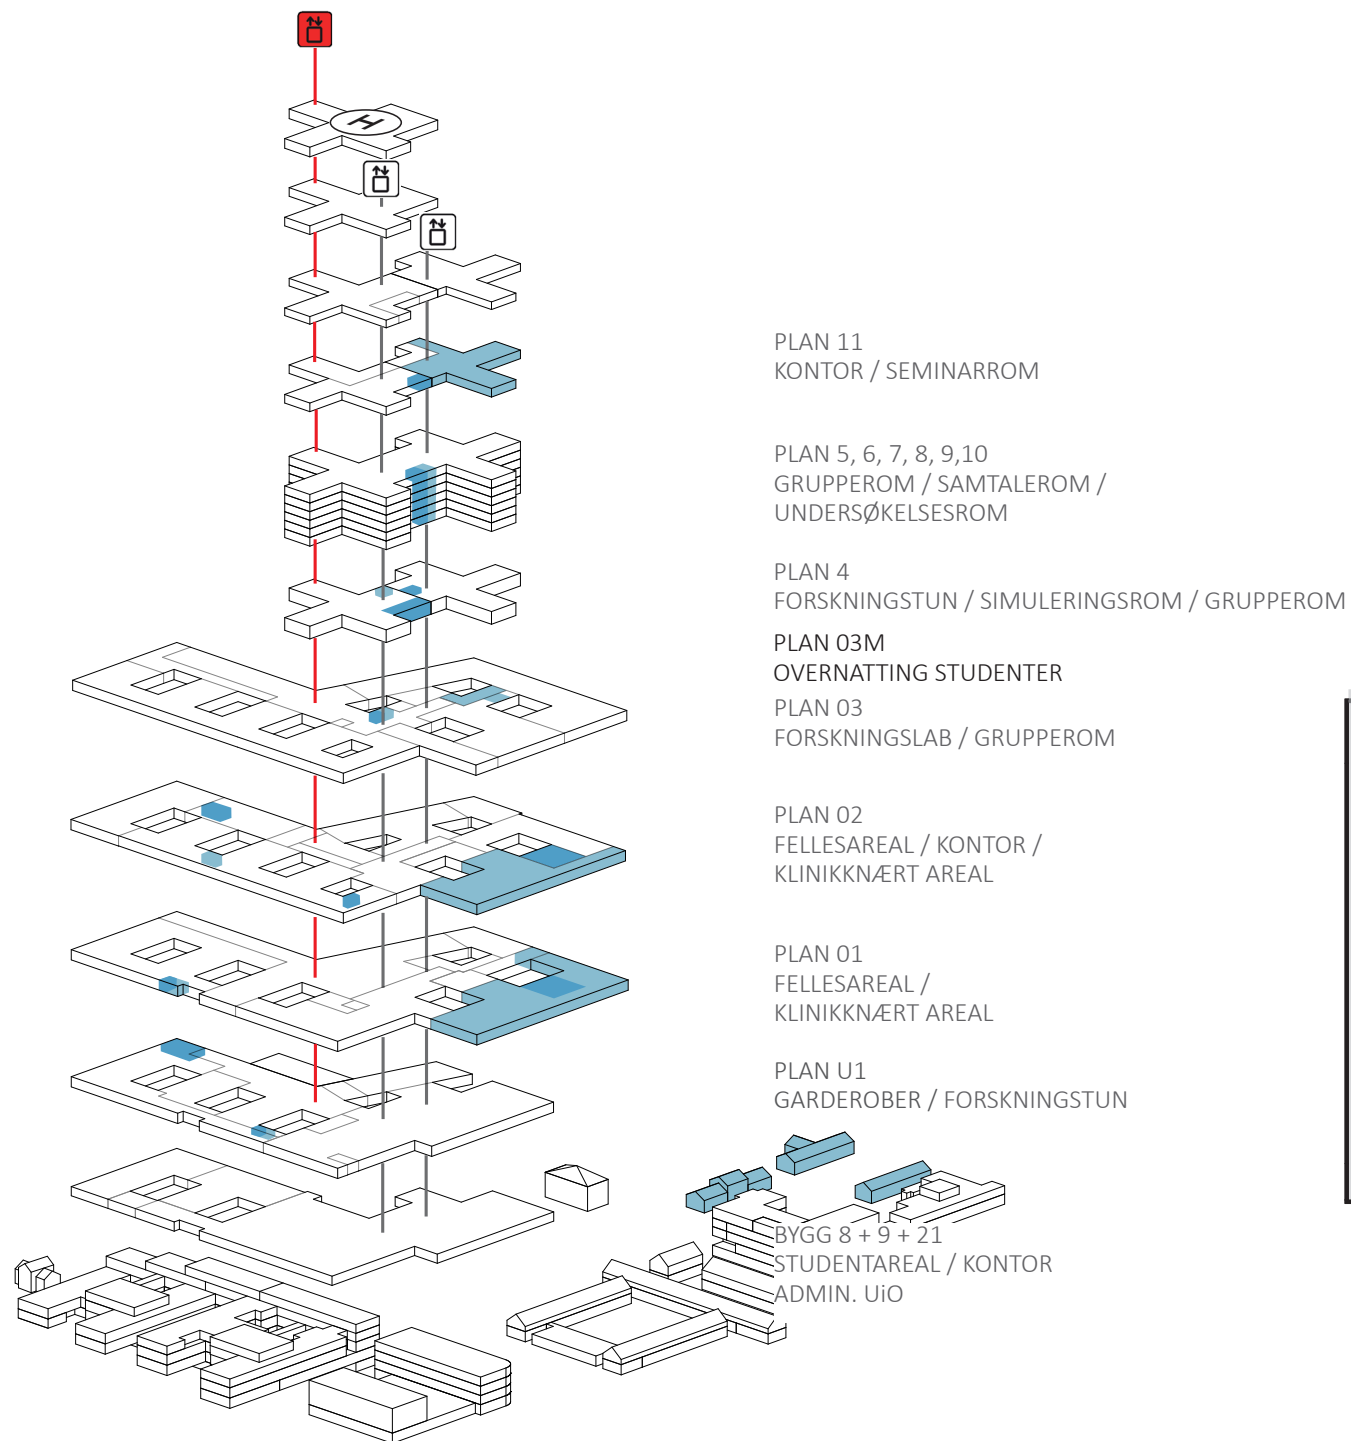 H
PLAN 11
KONTOR / SEMINARROM
PLAN 5, 6, 7, 8, 9,10
GRUPPEROM / SAMTALEROM /
UNDERSØKELSESROM
PLAN 4
FORSKNINGSTUN / SIMULERINGSROM / GRUPPEROM
PLAN 03M
OVERNATTING STUDENTER
PLAN 03
FORSKNINGSLAB / GRUPPEROM
PLAN 02
FELLESAREAL / KONTOR /
KLINIKKNÆRT AREAL
PLAN 01
FELLESAREAL /
KLINIKKNÆRT AREAL
PLAN U1
GARDEROBER / FORSKNINGSTUN
BYGG 8 + 9 + 21
STUDENTAREAL / KONTOR
ADMIN. UiO